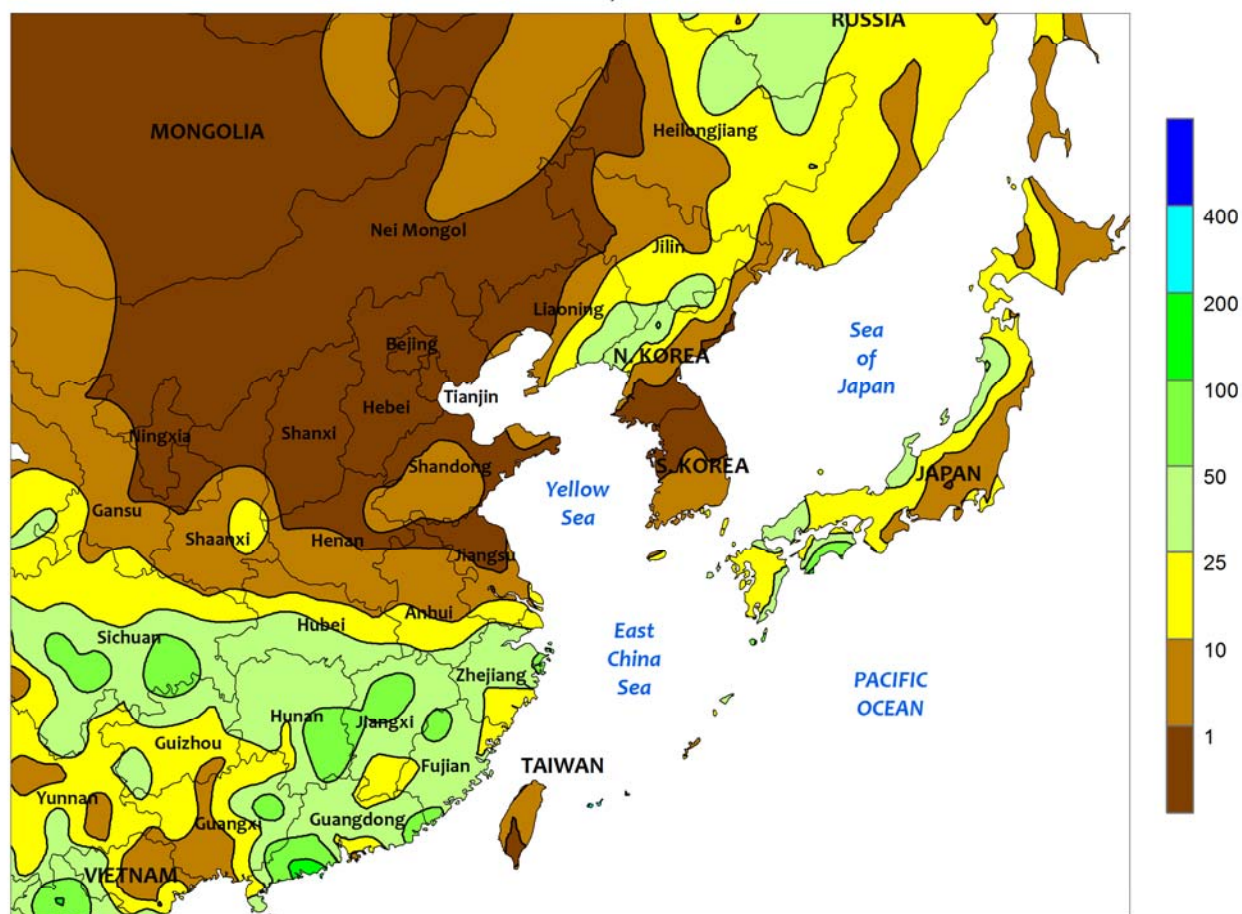 RUSSIA
MONGOLIA
Heilongjiang
Nei Mongol
Jilin
Liaoning
Bejing
N. KOREA
Sea
of
Japan
Tianjin
Hebei
Ningxia
Shanxi
Shandong
S. KOREA
JAPAN
Yellow
Sea
Gansu
Shaanxi
Henan
Jiangsu
Anhui
Hubei
Sichuan
East
China
Sea
Zhejiang
PACIFIC
OCEAN
Hunan
Jiangxi
Guizhou
Fujian
TAIWAN
Yunnan
Guangxi
Guangdong
VIETNAM
400
200
100
50
25
10
1